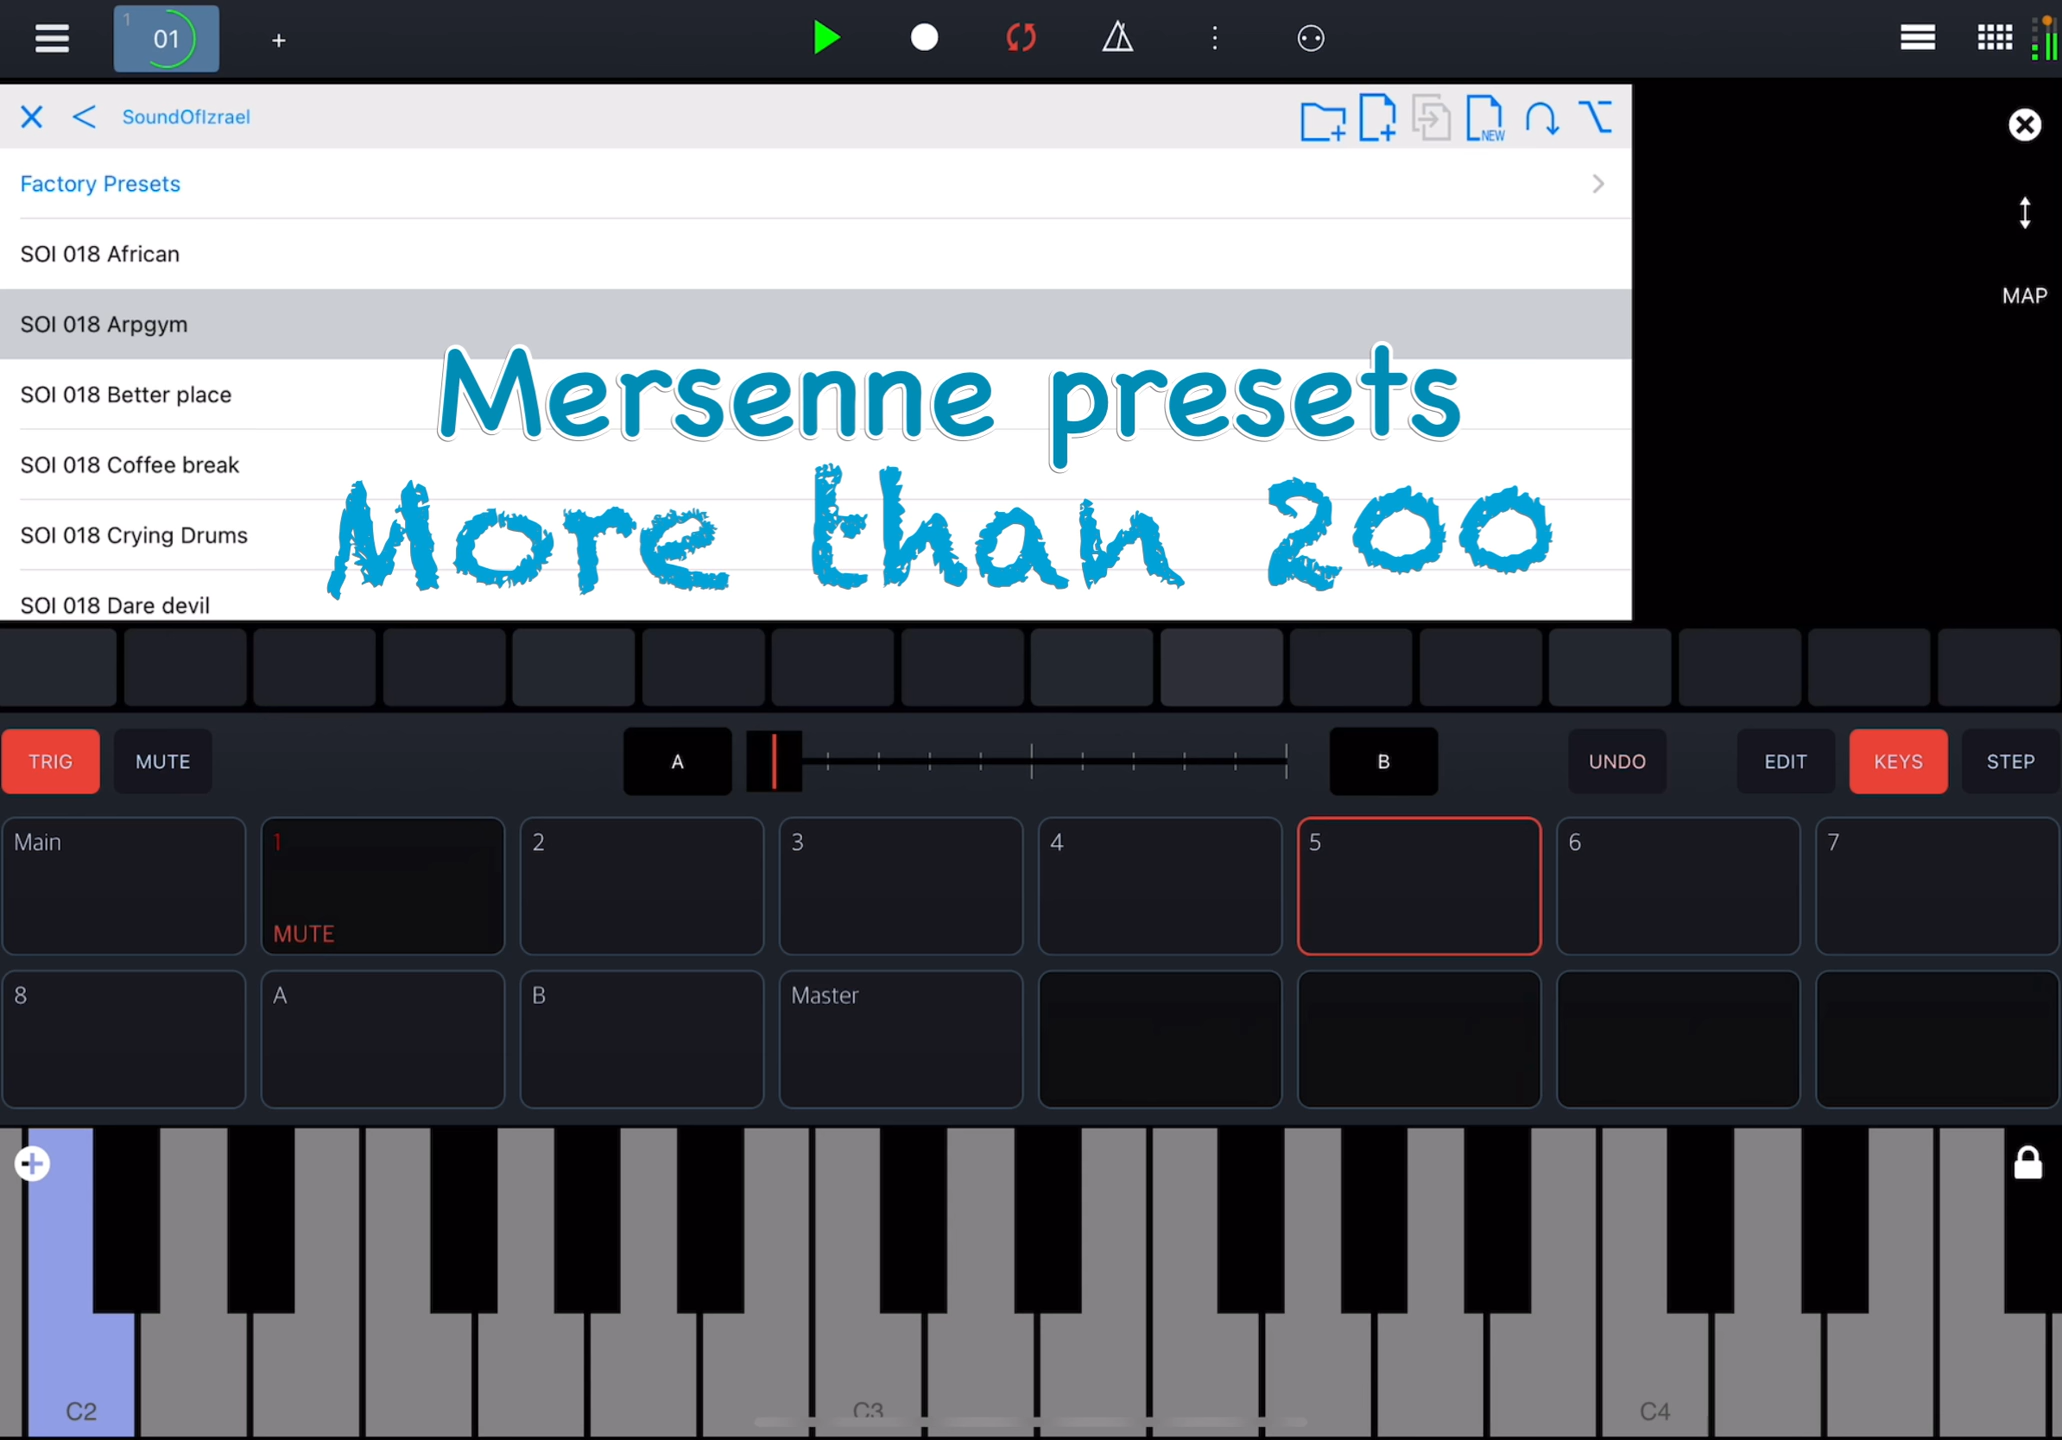 1
01
+
SoundOfIzrael
NEW
Factory Presets
SOI 018 African
SOI 018 Arpgym
MAP
SOI 018 Better place
Mersenne presets
SOI 018 Coffee break
More than 200
SOI 018 Crying Drums
SOI 018 Dare devil
TRIG MUTE A B UNDO EDIT KEYS STEP
Main 1 2 3 4 5 6 7
MUTE
8 A B Master
C2 C3 C4